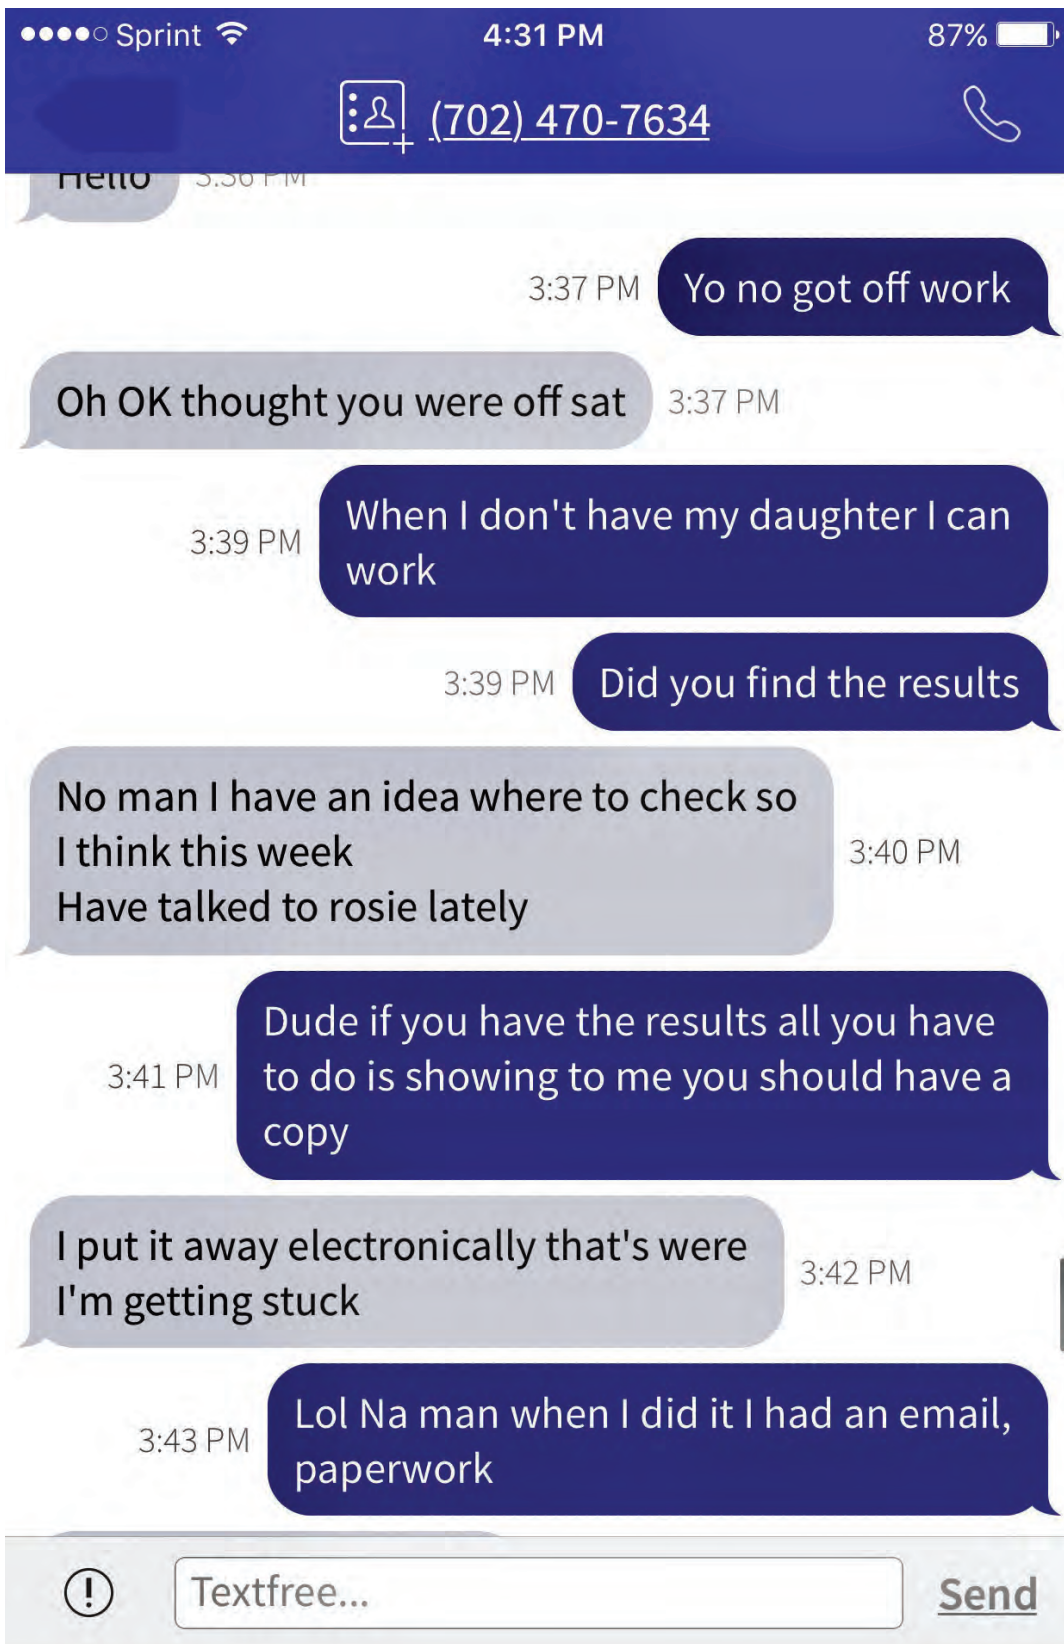 Sprint 4:31 PM 87%
(702) 470-7634
Hello 3:36 PM
3:37 PM Yo no got off work
Oh OK thought you were off sat 3:37 PM
When I don't have my daughter I can
3:39 PM
work
3:39 PM Did you find the results
No man I have an idea where to check so
I think this week 3:40 PM
Have talked to rosie lately
Dude if you have the results all you have
3:41 PM to do is showing to me you should have a
copy
I put it away electronically that's were
3:42 PM
I'm getting stuck
Lol Na man when I did it I had an email,
3:43 PM
paperwork
Textfree... Send